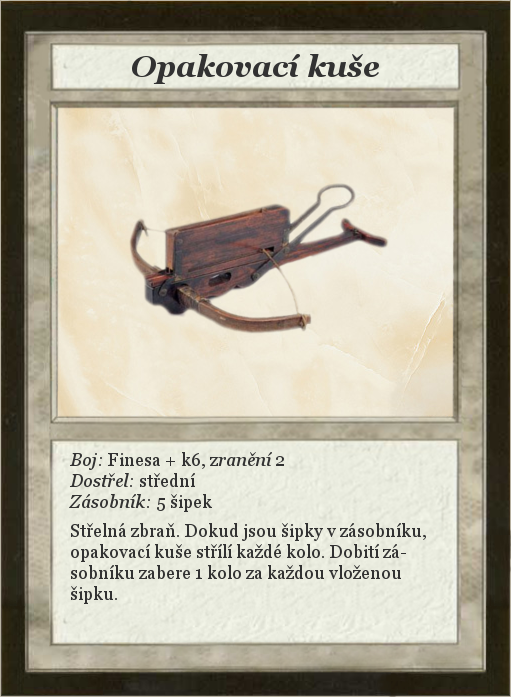 Opakovací kuše
Boj: Finesa + k6, zranění 2
Dostřel: střední
Zásobník: 5 šipek
Střelná zbraň. Dokud jsou šipky v zásobníku,
opakovací kuše střílí každé kolo. Dobití zá-
sobníku zabere 1 kolo za každou vloženou
šipku.